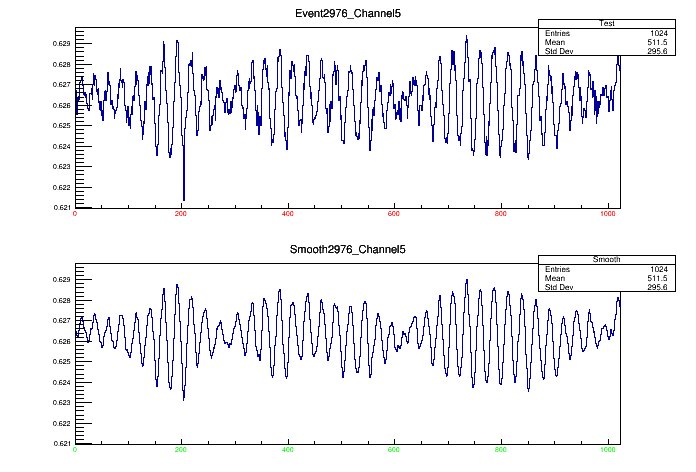 Event2976_Channel5
Test
Entries 1024
Mean 511.5
Std Dev 295.6
0.629
0.628
0.627
0.626
0.625
0.624
0.623
0.622
0.621
0 200 400 600 800 1000
Smooth2976_Channel5
Smooth
Entries 1024
Mean 511.5
Std Dev 295.6
0.629
0.628
0.627
0.626
0.625
0.624
0.623
0.622
0.621
0 200 400 600 800 1000